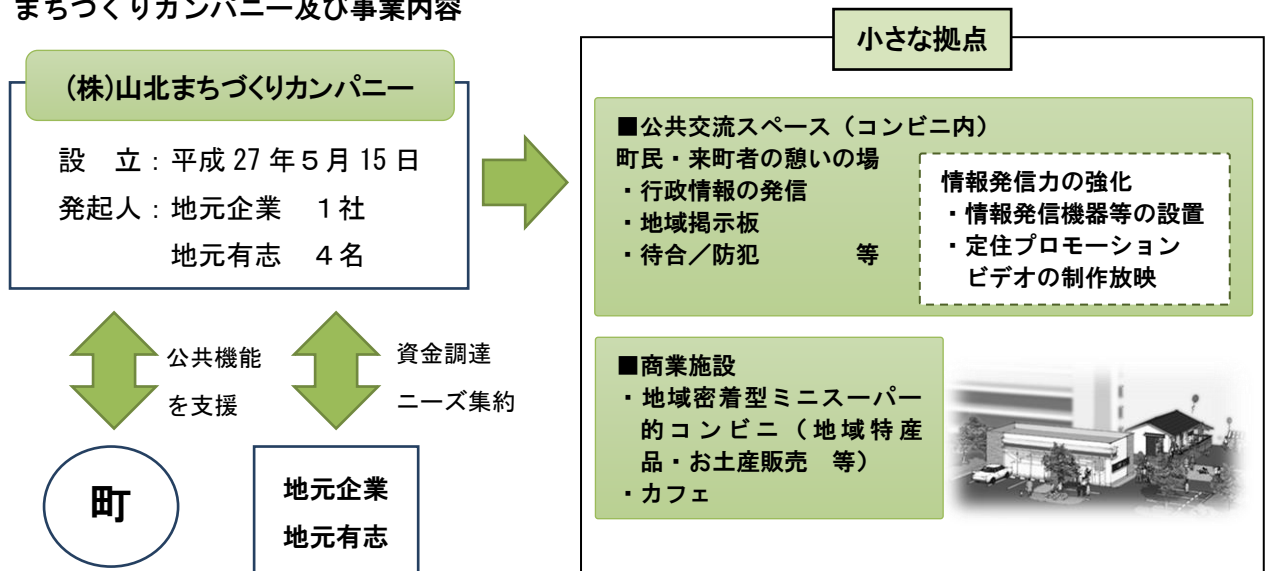 まちづくりカンパニー及び事業内容
(株)山北まちづくりカンパニー
設　立：平成 27 年５月 15 日
発起人：地元企業　１社
地元有志　４名
公共機能
を支援
資金調達
ニーズ集約
町
地元企業
地元有志
小さな拠点
■公共交流スペース（コンビニ内）
町民・来町者の憩いの場
・行政情報の発信
・地域掲示板
・待合／防犯　　　　等
情報発信力の強化
・情報発信機器等の設置
・定住プロモーション
ビデオの制作放映
■商業施設
・地域密着型ミニスーパー
的コンビニ（地域特産
品・お土産販売　等）
・カフェ